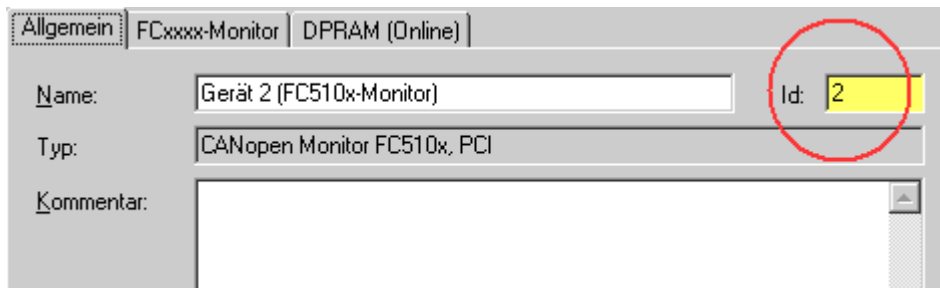 Allgemein FCxxxx-Monitor DPRAM (Online)
Name: Gerät 2 (FC510x-Monitor) Id: 2
Typ: CANopen Monitor FC510x, PCI
Kommentar: